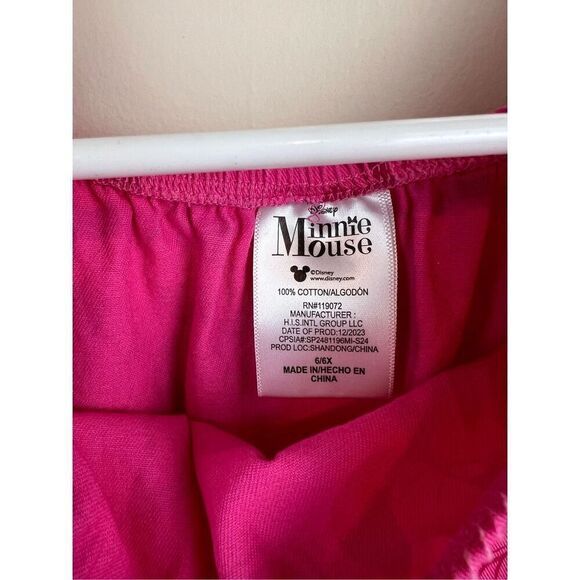 Disney
Minnie
Mouse
©Disney
www.disney.com
100% COTTON/ALGODÓN
RN#119072
MANUFACTURER :
H.I.S.INTL GROUP LLC
DATE OF PROD:12/2023
CPSIA#:SP2481196MI-S24
PROD LOC:SHANDONG/CHINA
6/6X
MADE IN/HECHO EN
CHINA